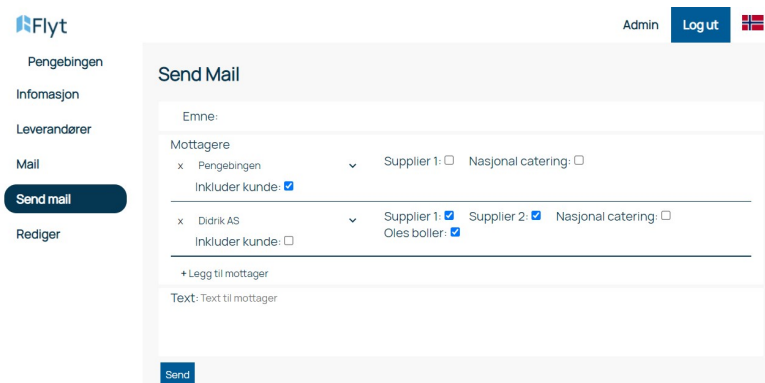 Flyt
Admin
Log ut
Pengebingen
Infomasjon
Leverandører
Mail
Send mail
Rediger
Send Mail
Emne:
Mottagere
x Pengebingen
Supplier 1: Nasjonal catering:
Inkluder kunde:
x Didrik AS
Supplier 1: Supplier 2: Nasjonal catering:
Oles boller:
Inkluder kunde:
+ Legg til mottager
Text: Text til mottager
Send